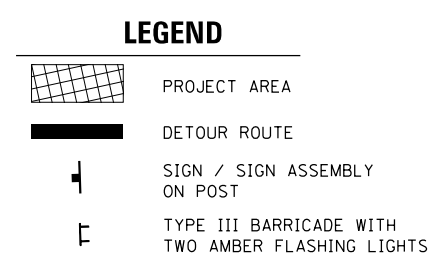 LEGEND
PROJECT AREA
DETOUR ROUTE
SIGN / SIGN ASSEMBLY
ON POST
TYPE III BARRICADE WITH
TWO AMBER FLASHING LIGHTS